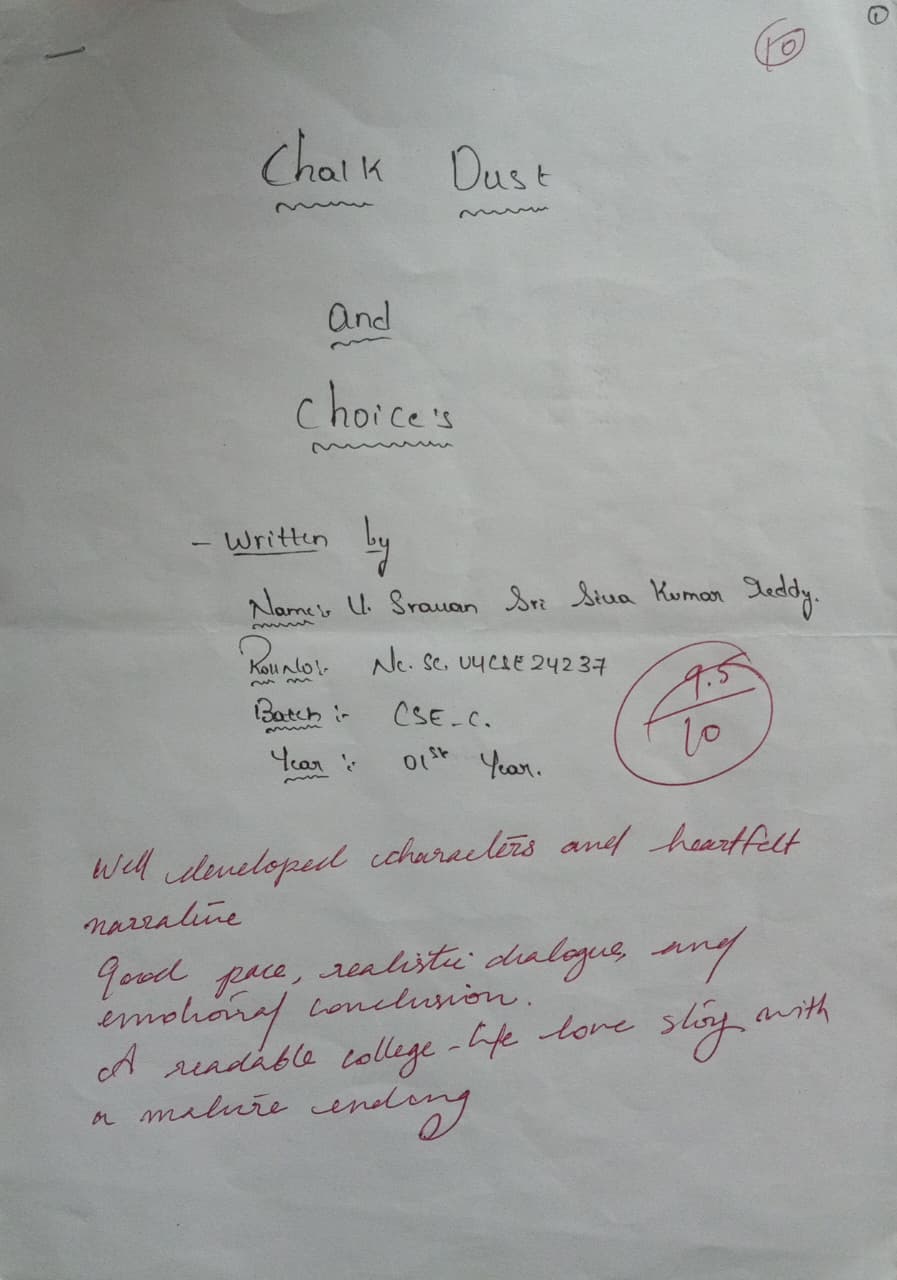 ①
10
Chalk Dust
and
Choice's
- Written by
Name:- U. Sravan Sri Siva Kumar Reddy.
Roll No:- NC. SC. U4CSE24237
Batch :- CSE-C.
Year :- 01st Year.
9.5
10
Well developed characters and heartfelt
narrative
Good pace, realistic dialogue, and
emotional conclusion.
A readable college-life love story with
a mature ending